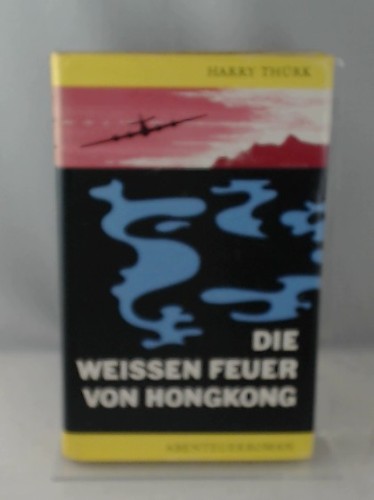 HARRY THÜRK
DIE
WEISSEN FEUER
VON HONGKONG
ABENTEUERROMAN